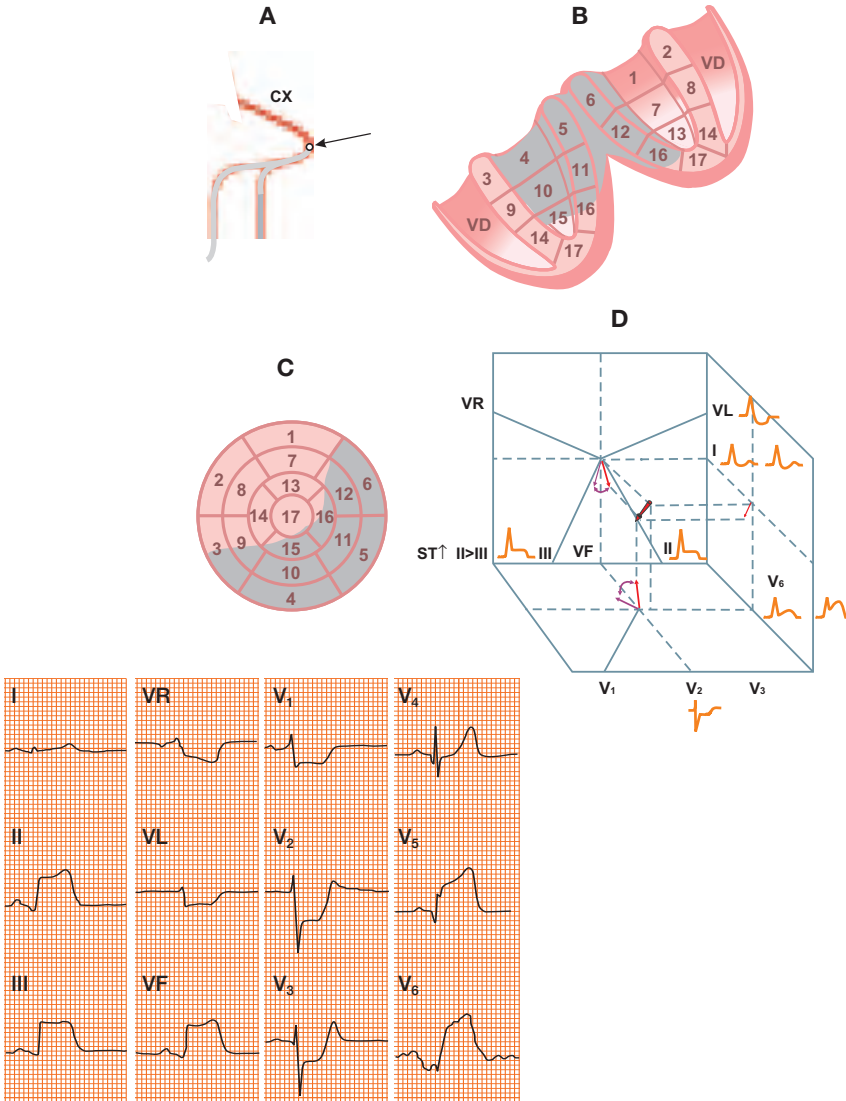 A
CX
B
1
2
VD
8
7
6
13
14
12
16
17
5
4
11
3
10
16
9
15
VD
14
17
C
1
2
7
6
8
13
12
14
17
16
3
9
15
11
5
10
4
D
VR
VL
I
ST↑ II>III
III
VF
II
V6
V1
V2
V3
I
VR
V1
V4
II
VL
V2
V5
III
VF
V3
V6